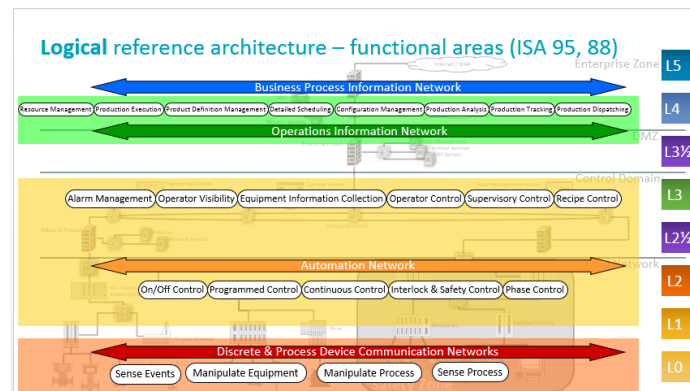 Logical reference architecture – functional areas (ISA 95, 88)
Internet / WAN
Enterprise Zone
L5
Business Process Information Network
Resource Management Production Execution Product Definition Management Detailed Scheduling Configuration Management Production Analysis Production Tracking Production Dispatching
L4
Operations Information Network
DMZ
L3½
Control Domain
Alarm Management Operator Visibility Equipment Information Collection Operator Control Supervisory Control Recipe Control
L3
L2½
Automation Network
L2
On/Off Control Programmed Control Continuous Control Interlock & Safety Control Phase Control
L1
Discrete & Process Device Communication Networks
Sense Events Manipulate Equipment Manipulate Process Sense Process
L0
Safety Zone